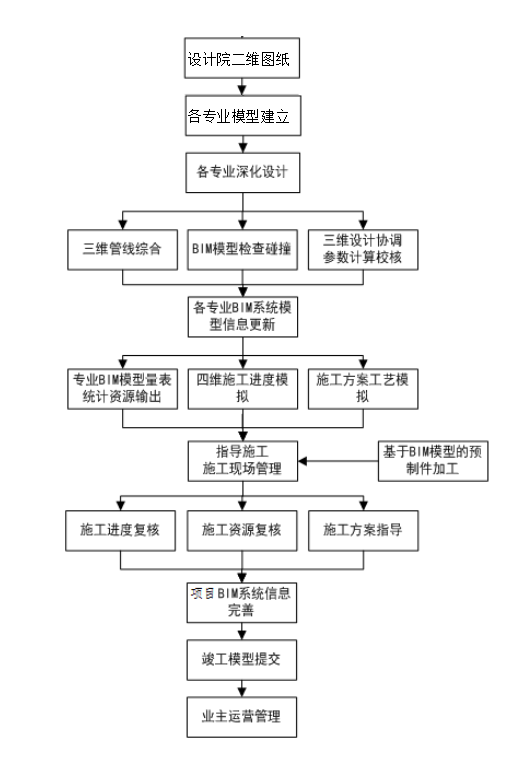 设计院二维图纸
各专业模型建立
各专业深化设计
三维管线综合
BIM模型检查碰撞
三维设计协调
参数计算校核
各专业BIM系统模
型信息更新
专业BIM模型量表
统计资源输出
四维施工进度模
拟
施工方案工艺模
拟
指导施工
施工现场管理
基于BIM模型的预
制件加工
施工进度复核
施工资源复核
施工方案指导
项目BIM系统信息
完善
竣工模型提交
业主运营管理